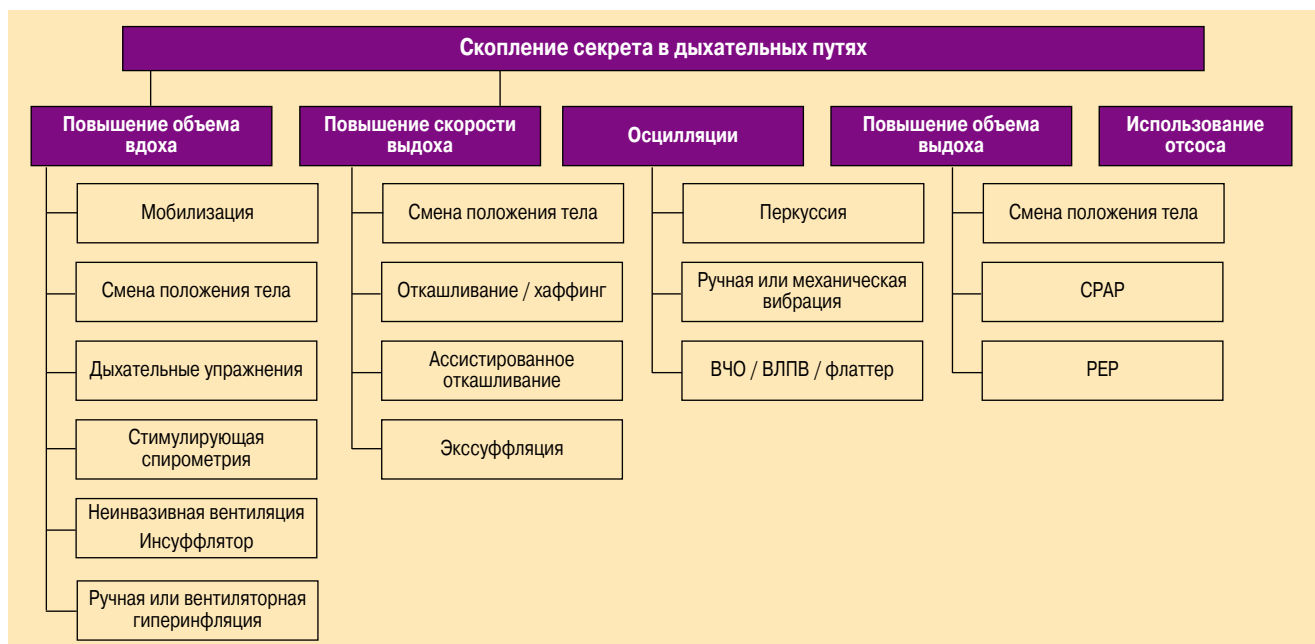 Скопление секрета в дыхательных путях
Повышение объема
вдоха
Повышение скорости
выдоха
Осцилляции
Повышение объема
выдоха
Использование
отсоса
Мобилизация
Смена положения тела
Дыхательные упражнения
Стимулирующая
спирометрия
Неинвазивная вентиляция
Инсуффлятор
Ручная или вентиляторная
гиперинфляция
Смена положения тела
Откашливание / хаффинг
Ассистированное
откашливание
Экссуффляция
Перкуссия
Ручная или механическая
вибрация
ВЧО / ВЛПВ / флаттер
Смена положения тела
CPAP
PEP